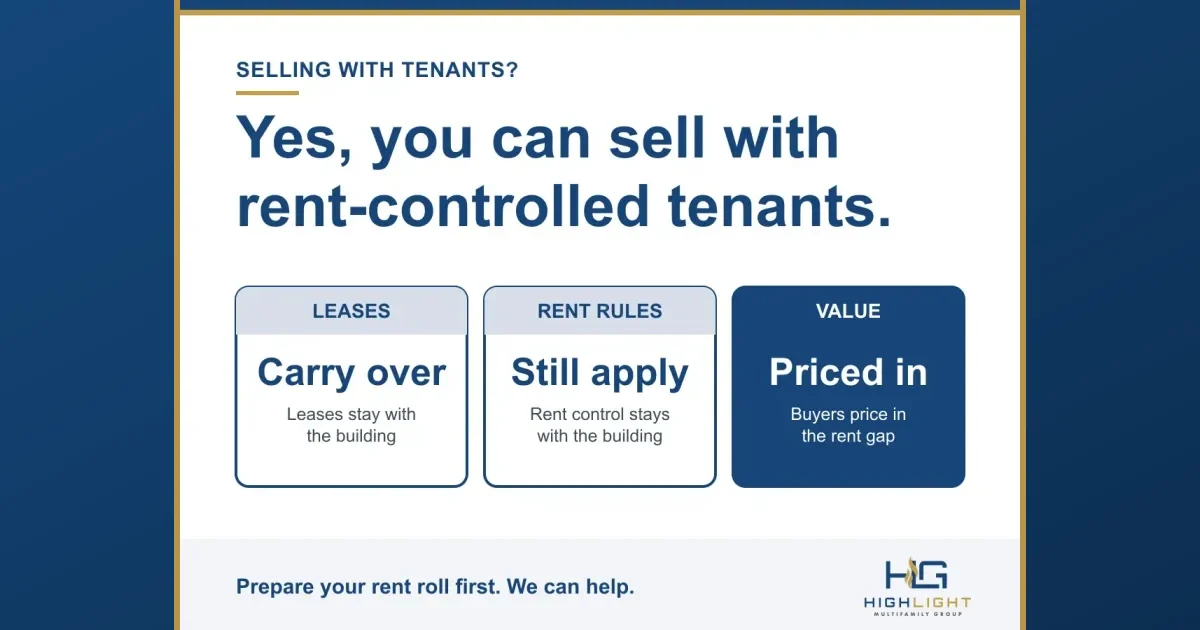 SELLING WITH TENANTS?
Yes, you can sell with
rent-controlled tenants.
LEASES
Carry over
Leases stay with
the building
RENT RULES
Still apply
Rent control stays
with the building
VALUE
Priced in
Buyers price in
the rent gap
Prepare your rent roll first. We can help.
HLG
HIGHLIGHT
MULTIFAMILY GROUP